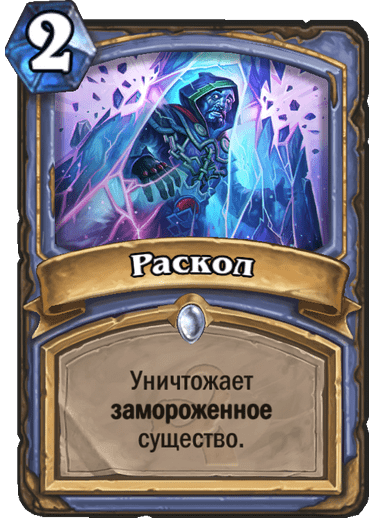 2
Раскол
Уничтожает
замороженное
существо.